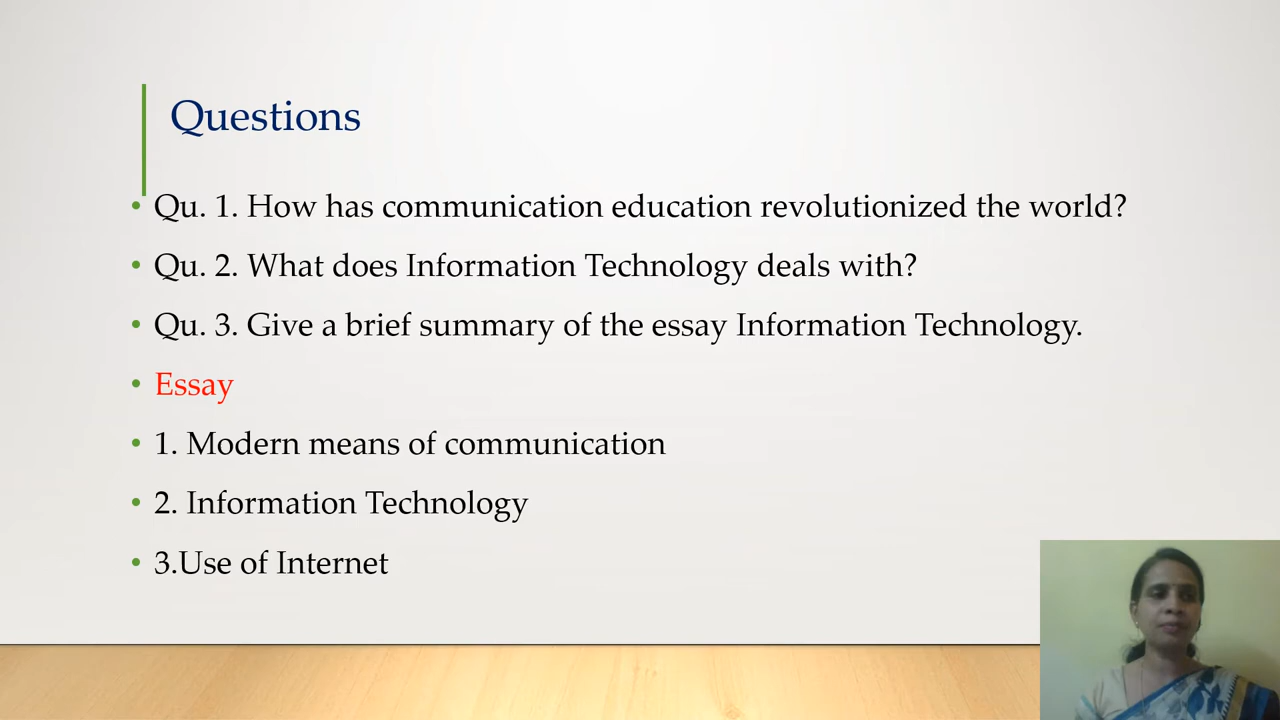 Questions
• Qu. 1. How has communication education revolutionized the world?
• Qu. 2. What does Information Technology deals with?
• Qu. 3. Give a brief summary of the essay Information Technology.
• Essay
• 1. Modern means of communication
• 2. Information Technology
• 3.Use of Internet